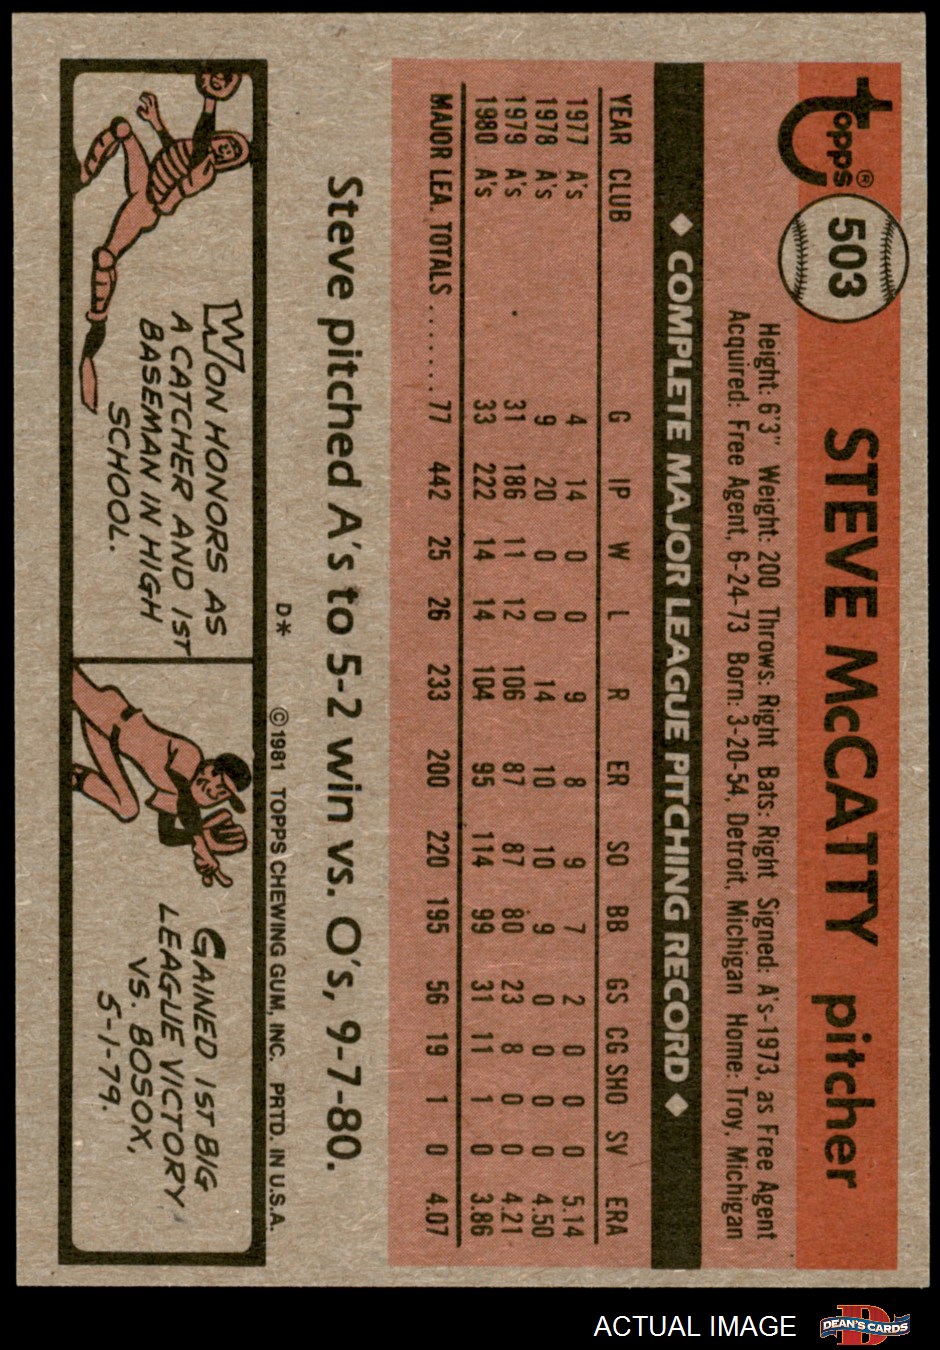 topps®
503
STEVE McCATTY pitcher
Height: 6'3" Weight: 200 Throws: Right Bats: Right Signed: A's-1973, as Free Agent
Acquired: Free Agent, 6-24-73 Born: 3-20-54, Detroit, Michigan Home: Troy, Michigan
◆ COMPLETE MAJOR LEAGUE PITCHING RECORD ◆
YEAR CLUB G IP W L R ER SO BB GS CG SHO SV ERA
1977 A's 4 14 0 0 9 8 9 7 2 0 0 0 5.14
1978 A's 9 20 0 0 14 10 10 9 0 0 0 0 4.50
1979 A's 31 186 11 12 106 87 87 80 23 8 0 0 4.21
1980 A's 33 222 14 14 104 95 114 99 31 11 1 0 3.86
MAJOR LEA. TOTALS ....... 77 442 25 26 233 200 220 195 56 19 1 0 4.07
Steve pitched A's to 5-2 win vs. O's, 9-7-80.
D* ©1981 TOPPS CHEWING GUM, INC. PRTD. IN U.S.A.
WON HONORS AS
A CATCHER AND 1ST
BASEMAN IN HIGH
SCHOOL.
GAINED 1ST BIG
LEAGUE VICTORY
VS. BOSOX,
5-1-79.
ACTUAL IMAGE
DEAN'S CARDS